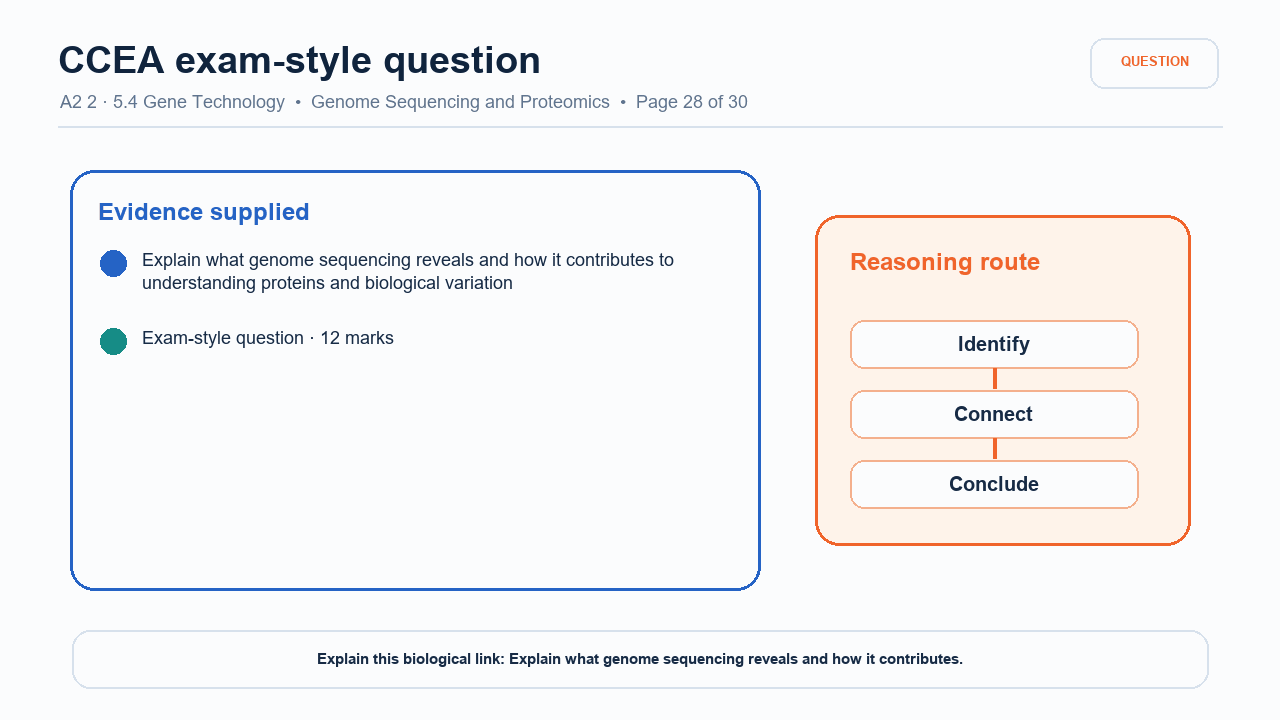 CCEA exam-style question
QUESTION
A2 2 · 5.4 Gene Technology • Genome Sequencing and Proteomics • Page 28 of 30
Evidence supplied
Explain what genome sequencing reveals and how it contributes to
understanding proteins and biological variation
Exam-style question · 12 marks
Reasoning route
Identify
Connect
Conclude
Explain this biological link: Explain what genome sequencing reveals and how it contributes.